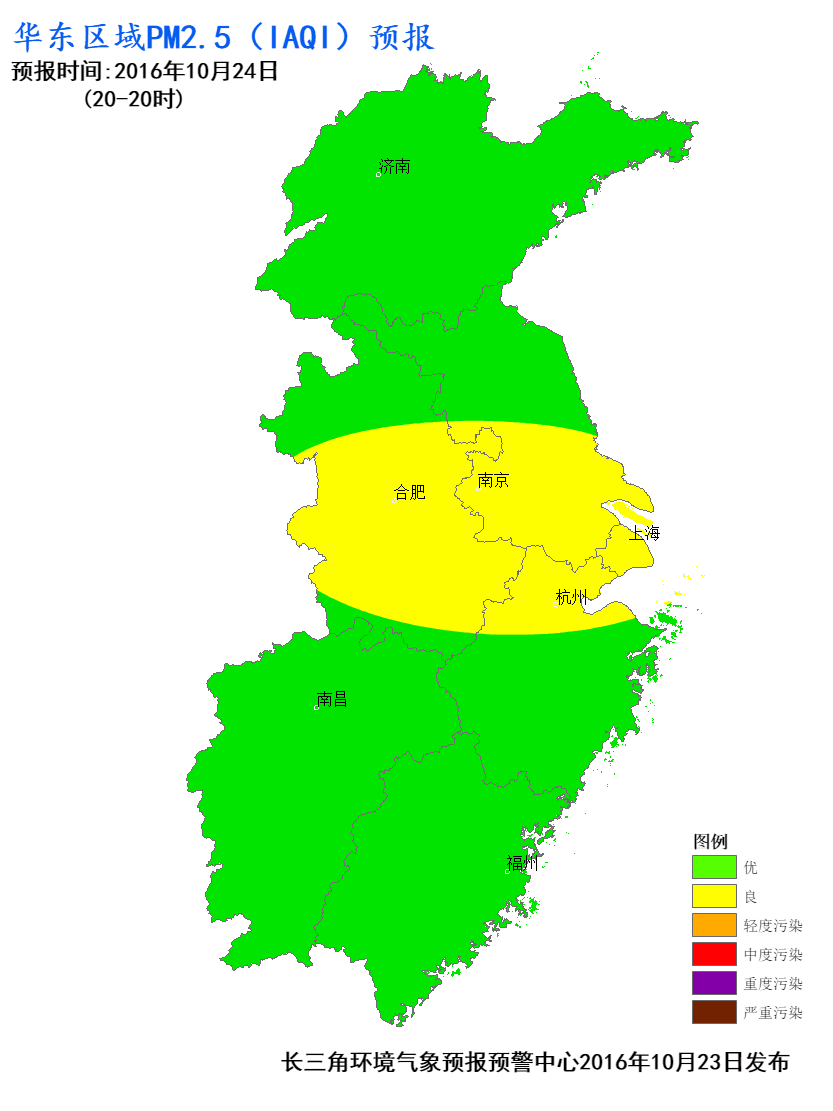 华东区域PM2.5（IAQI）预报
预报时间:2016年10月24日
(20-20时)
济南
南京
合肥
上海
杭州
南昌
福州
图例
优
良
轻度污染
中度污染
重度污染
严重污染
长三角环境气象预报预警中心2016年10月23日发布